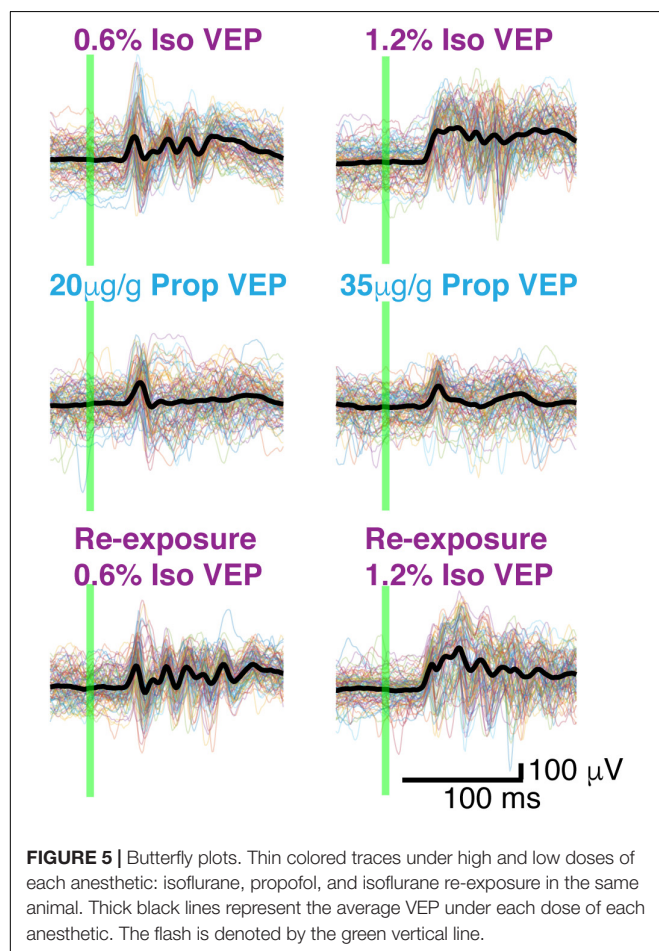 0.6% Iso VEP
1.2% Iso VEP
20μg/g Prop VEP
35μg/g Prop VEP
Re-exposure
0.6% Iso VEP
Re-exposure
1.2% Iso VEP
100 μV
100 ms
FIGURE 5 | Butterfly plots. Thin colored traces under high and low doses of
each anesthetic: isoflurane, propofol, and isoflurane re-exposure in the same
animal. Thick black lines represent the average VEP under each dose of each
anesthetic. The flash is denoted by the green vertical line.